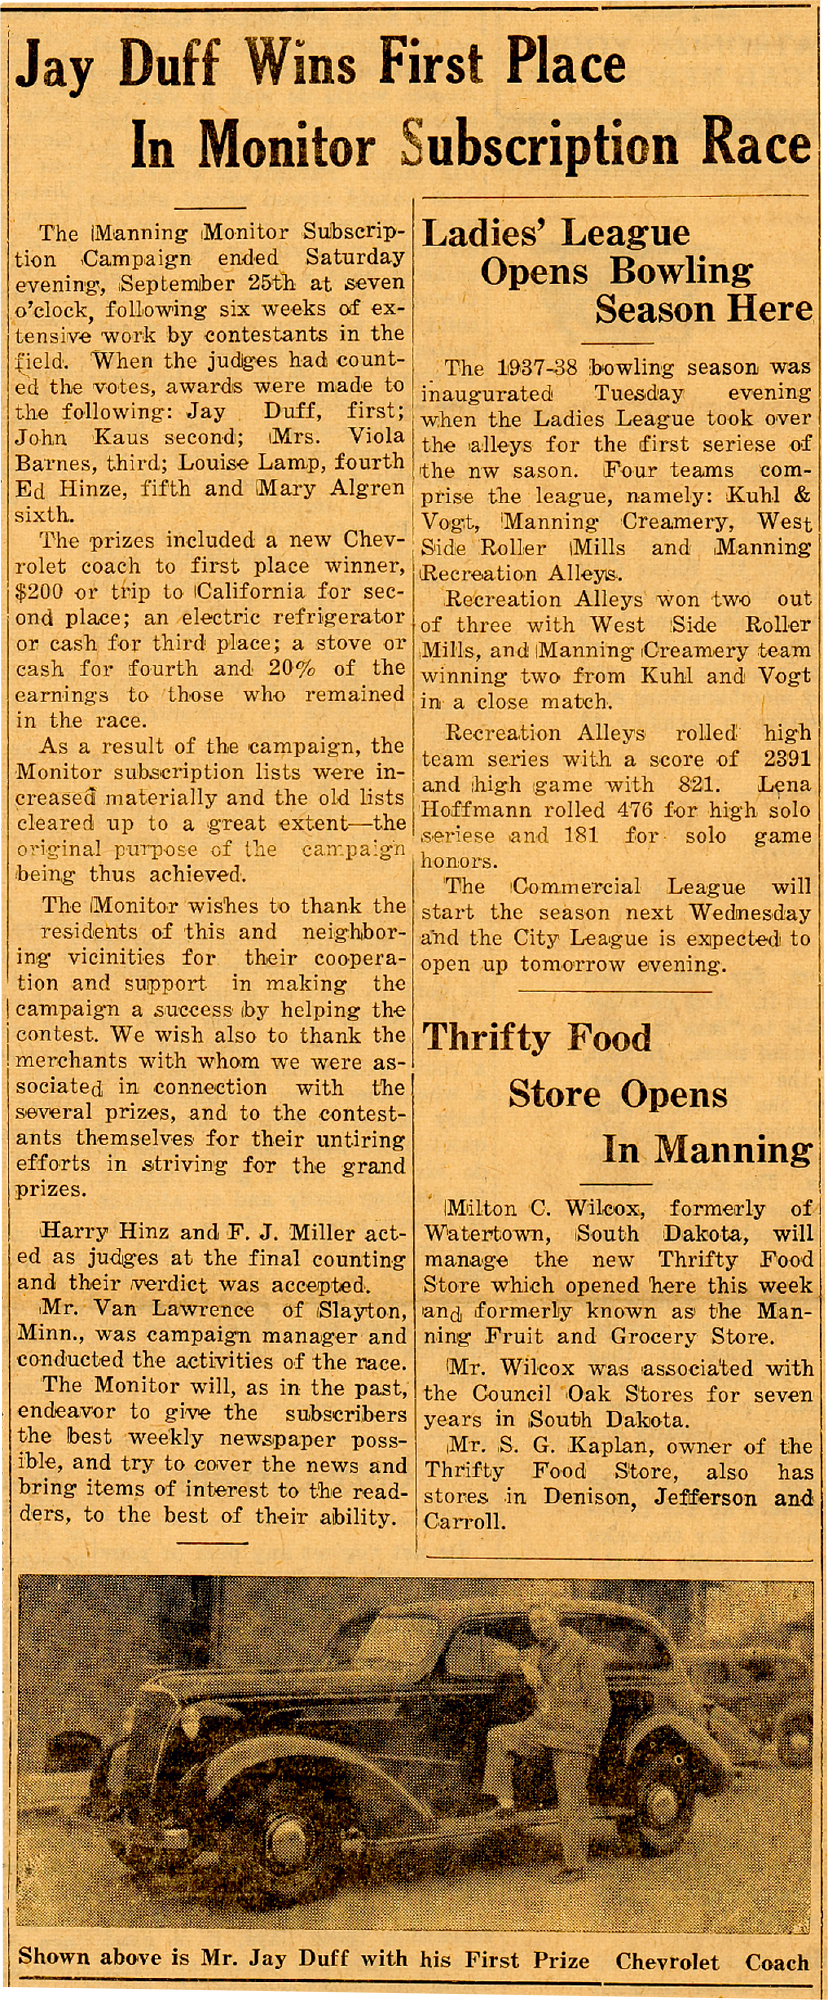 Jay Duff Wins First Place
In Monitor Subscription Race
The Manning Monitor Subscrip-
tion Campaign ended Saturday
evening, September 25th at seven
o'clock, following six weeks of ex-
tensive work by contestants in the
field. When the judges had count-
ed the votes, awards were made to
the following: Jay Duff, first;
John Kaus second; Mrs. Viola
Barnes, third; Louise Lamp, fourth
Ed Hinze, fifth and Mary Algren
sixth.
The prizes included a new Chev-
rolet coach to first place winner,
$200 or trip to California for sec-
ond place; an electric refrigerator
or cash for third place; a stove or
cash for fourth and 20% of the
earnings to those who remained
in the race.
As a result of the campaign, the
Monitor subscription lists were in-
creased materially and the old lists
cleared up to a great extent—the
original purpose of the campaign
being thus achieved.
The Monitor wishes to thank the
residents of this and neighbor-
ing vicinities for their coopera-
tion and support in making the
campaign a success by helping the
contest. We wish also to thank the
merchants with whom we were as-
sociated in connection with the
several prizes, and to the contest-
ants themselves for their untiring
efforts in striving for the grand
prizes.
Harry Hinz and F. J. Miller act-
ed as judges at the final counting
and their verdict was accepted.
Mr. Van Lawrence of Slayton,
Minn., was campaign manager and
conducted the activities of the race.
The Monitor will, as in the past,
endeavor to give the subscribers
the best weekly newspaper poss-
ible, and try to cover the news and
bring items of interest to the read-
ders, to the best of their ability.
Ladies' League
Opens Bowling
Season Here
The 1937-38 bowling season was
inaugurated Tuesday evening
when the Ladies League took over
the alleys for the first seriese of
the nw sason. Four teams com-
prise the league, namely: Kuhl &
Vogt, Manning Creamery, West
Side Roller Mills and Manning
Recreation Alleys.
Recreation Alleys won two out
of three with West Side Roller
Mills, and Manning Creamery team
winning two from Kuhl and Vogt
in a close match.
Recreation Alleys rolled high
team series with a score of 2391
and high game with 821. Lena
Hoffmann rolled 476 for high solo
seriese and 181 for solo game
honors.
The Commercial League will
start the season next Wednesday
and the City League is expected to
open up tomorrow evening.
Thrifty Food
Store Opens
In Manning
Milton C. Wilcox, formerly of
Watertown, South Dakota, will
manage the new Thrifty Food
Store which opened here this week
and formerly known as the Man-
ning Fruit and Grocery Store.
Mr. Wilcox was associated with
the Council Oak Stores for seven
years in South Dakota.
Mr. S. G. Kaplan, owner of the
Thrifty Food Store, also has
stores in Denison, Jefferson and
Carroll.
Shown above is Mr. Jay Duff with his First Prize Chevrolet Coach